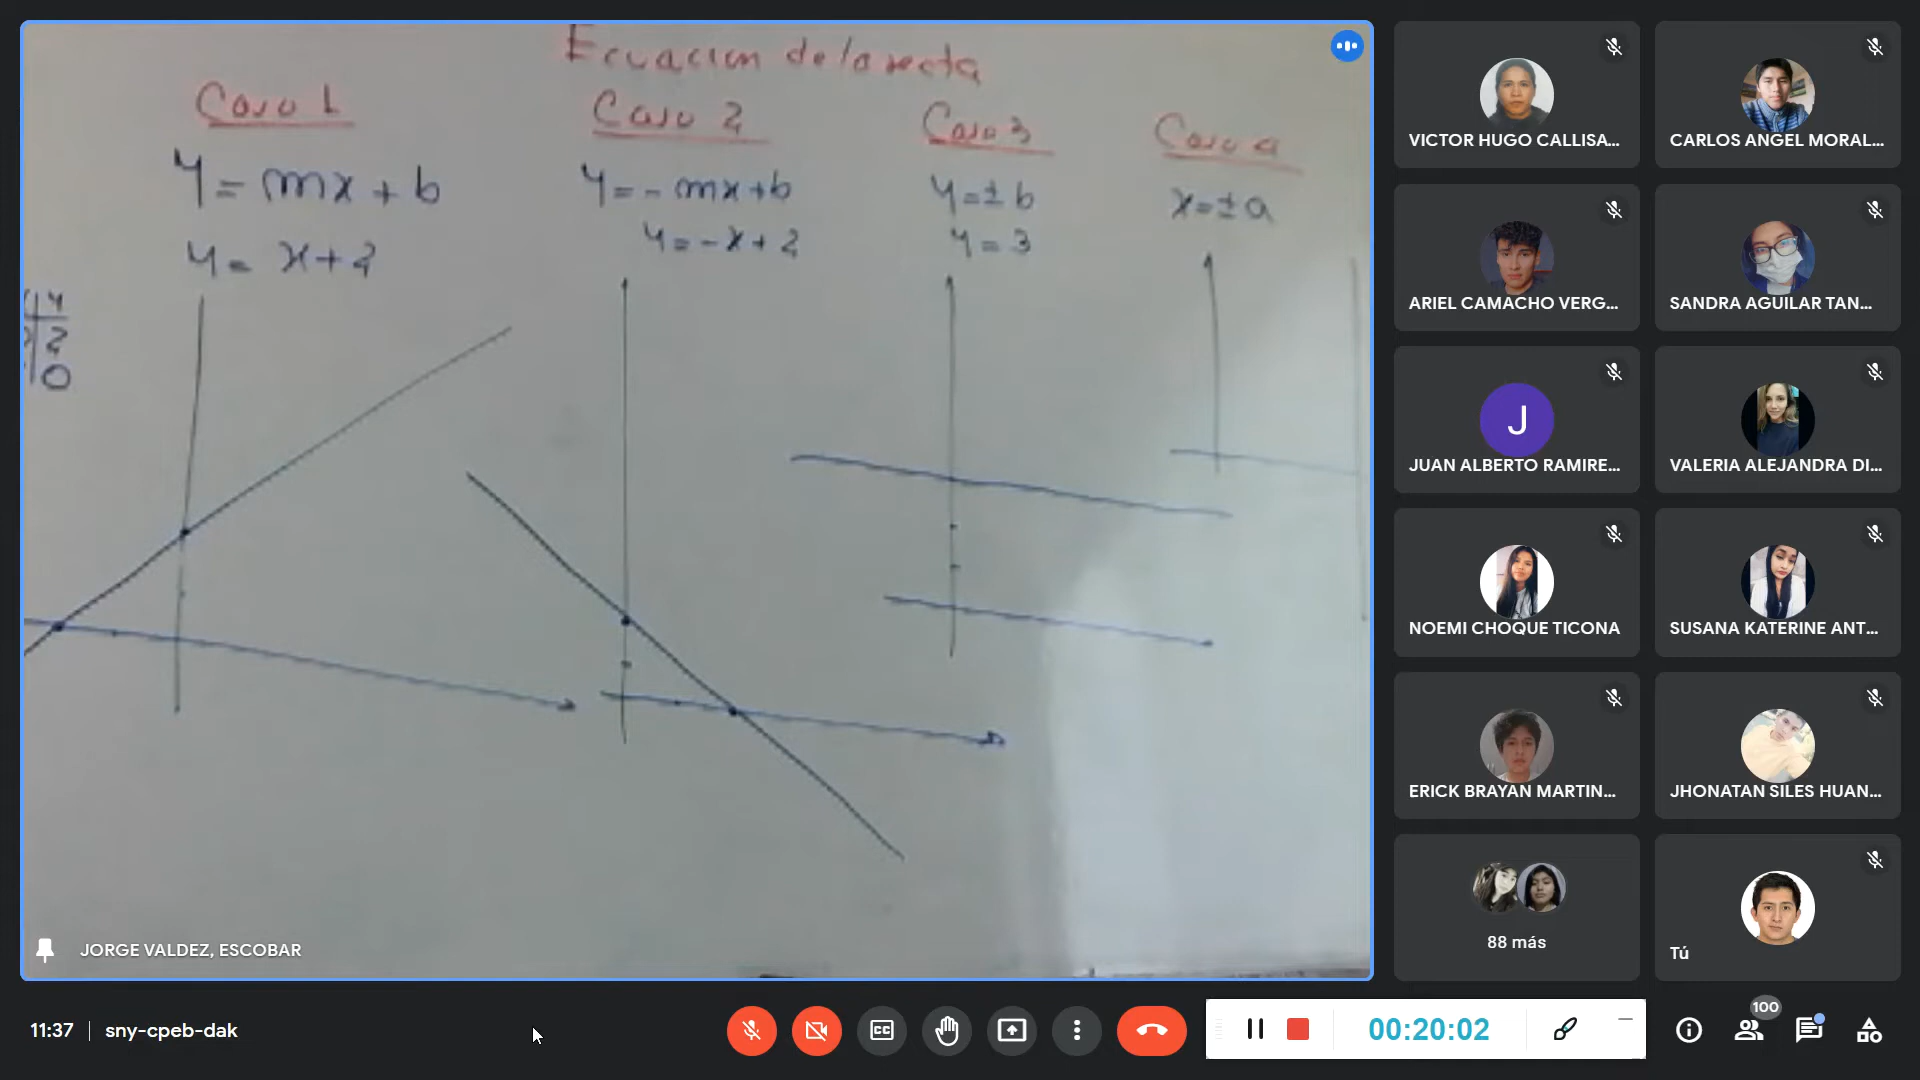 Ecuacion de la recta
Caso 1
Y = mx + b
Y = x + 2
Y
2
0
Caso 2
Y = - mx + b
Y = - x + 2
Caso 3
Y = ± b
Y = 3
Caso 4
x = ± a
JORGE VALDEZ, ESCOBAR
VICTOR HUGO CALLISA...
CARLOS ANGEL MORAL...
ARIEL CAMACHO VERG...
SANDRA AGUILAR TAN...
JUAN ALBERTO RAMIRE...
J
VALERIA ALEJANDRA DI...
NOEMI CHOQUE TICONA
SUSANA KATERINE ANT...
ERICK BRAYAN MARTIN...
JHONATAN SILES HUAN...
88 más
Tú
11:37 | sny-cpeb-dak
CC
00:20:02
100